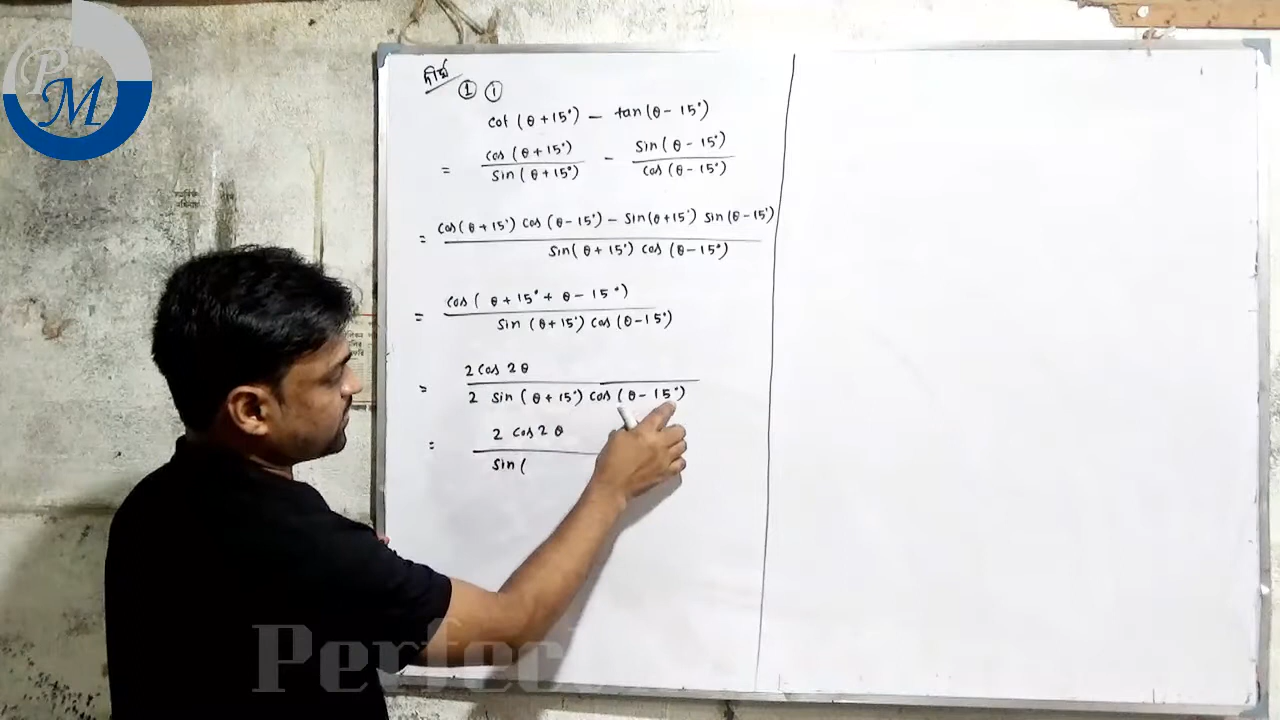 PM
দীর্ঘ
① ①
cot (θ + 15°) − tan (θ − 15°)
= cos (θ + 15°) / sin (θ + 15°) − sin (θ − 15°) / cos (θ − 15°)
= cos (θ + 15°) cos (θ − 15°) − sin (θ + 15°) sin (θ − 15°) / sin (θ + 15°) cos (θ − 15°)
= cos ( θ + 15° + θ − 15°) / sin (θ + 15°) cos (θ − 15°)
= 2 cos 2θ / 2 sin (θ + 15°) cos (θ − 15°)
= 2 cos 2θ / sin (
Perfect